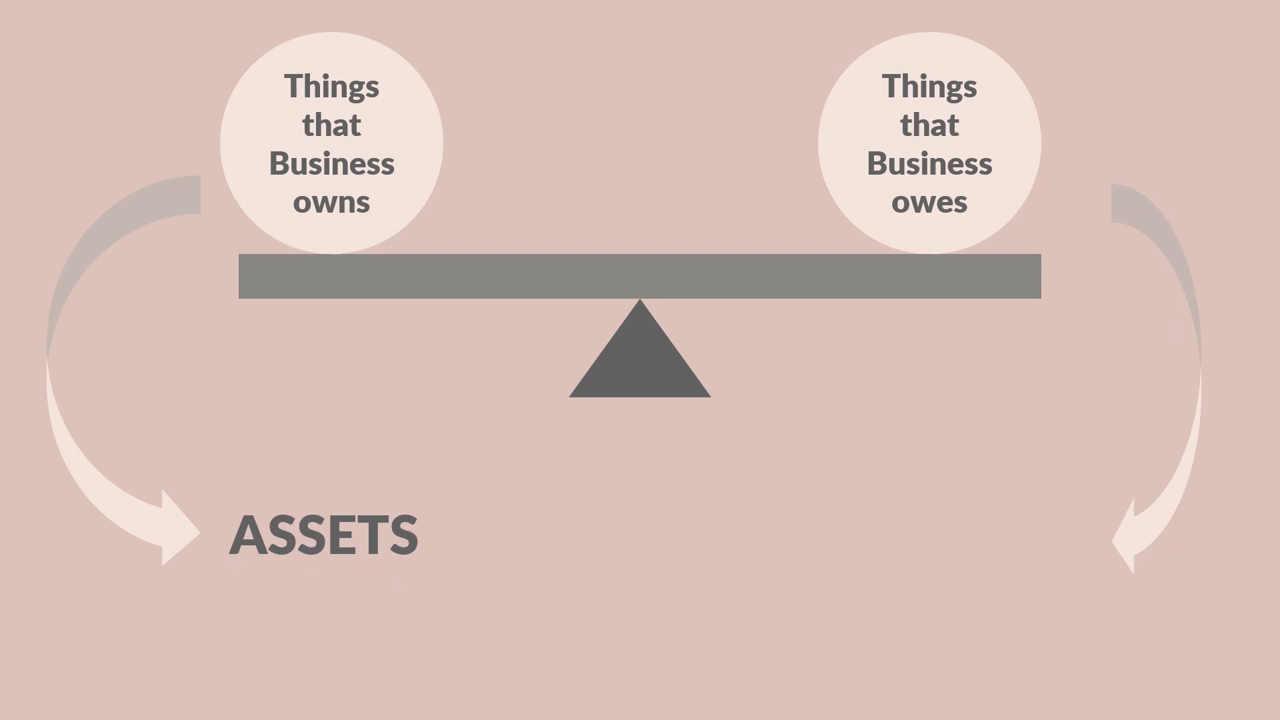 Things
that
Business
owns
Things
that
Business
owes
ASSETS